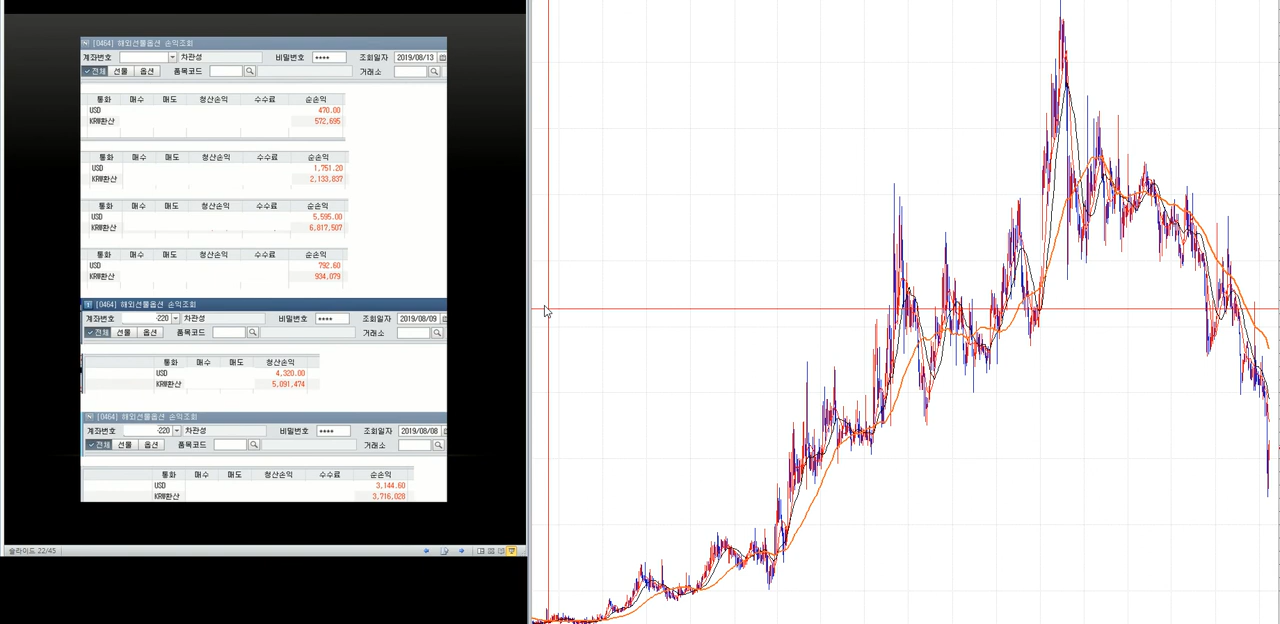 [0464] 해외선물옵션 손익조회
계좌번호 차관성 비밀번호 **** 조회일자 2019/08/13
✓전체 선물 옵션 품목코드 거래소
통화 매수 매도 청산손익 수수료 순손익
USD 470.00
KRW환산 572,695
통화 매수 매도 청산손익 수수료 순손익
USD 1,751.20
KRW환산 2,133,837
통화 매수 매도 청산손익 수수료 순손익
USD 5,595.00
KRW환산 6,817,507
통화 매수 매도 청산손익 수수료 순손익
USD 792.60
KRW환산 934,079
[0464] 해외선물옵션 손익조회
계좌번호 -220 차관성 비밀번호 **** 조회일자 2019/08/09
✓전체 선물 옵션 품목코드 거래소
통화 매수 매도 청산손익
USD 4,320.00
KRW환산 5,091,474
[0464] 해외선물옵션 손익조회
계좌번호 -220 차관성 비밀번호 **** 조회일자 2019/08/08
✓전체 선물 옵션 품목코드 거래소
통화 매수 매도 청산손익 수수료 순손익
USD 3,144.60
KRW환산 3,716,028
슬라이드 22/45